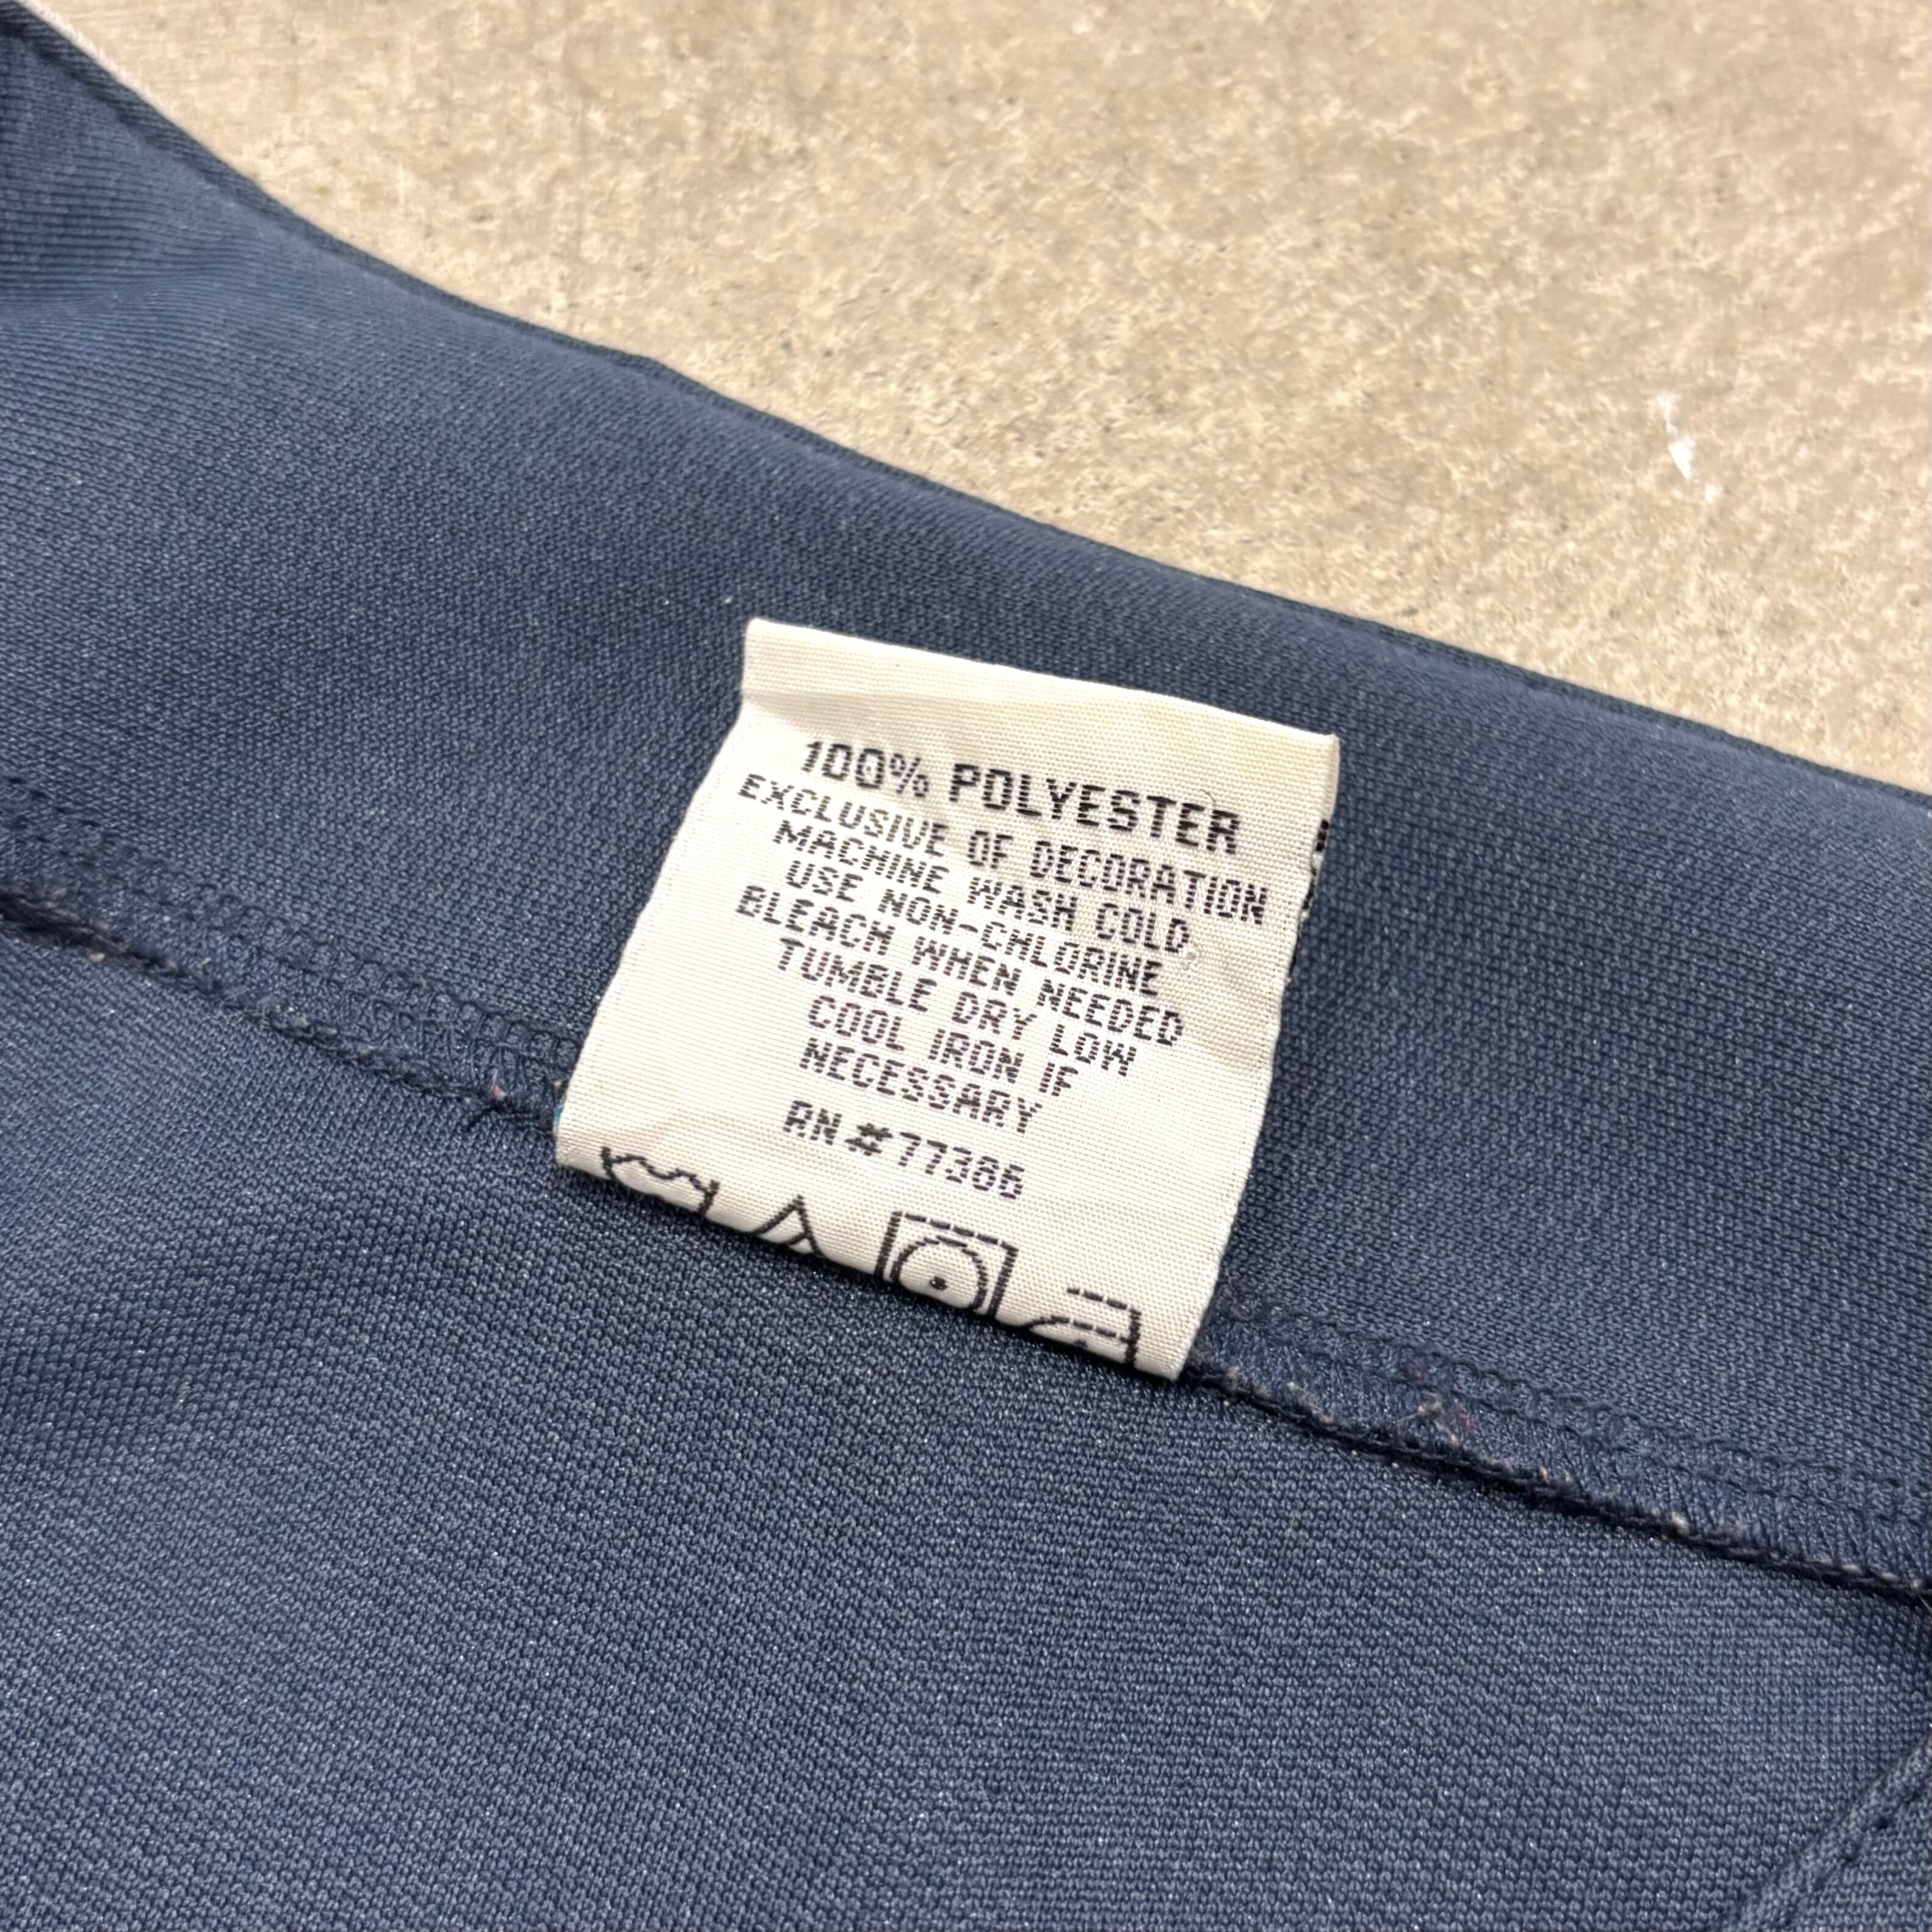 100% POLYESTER
EXCLUSIVE OF DECORATION
MACHINE WASH COLD,
USE NON-CHLORINE
BLEACH WHEN NEEDED
TUMBLE DRY LOW
COOL IRON IF
NECESSARY
RN#77386